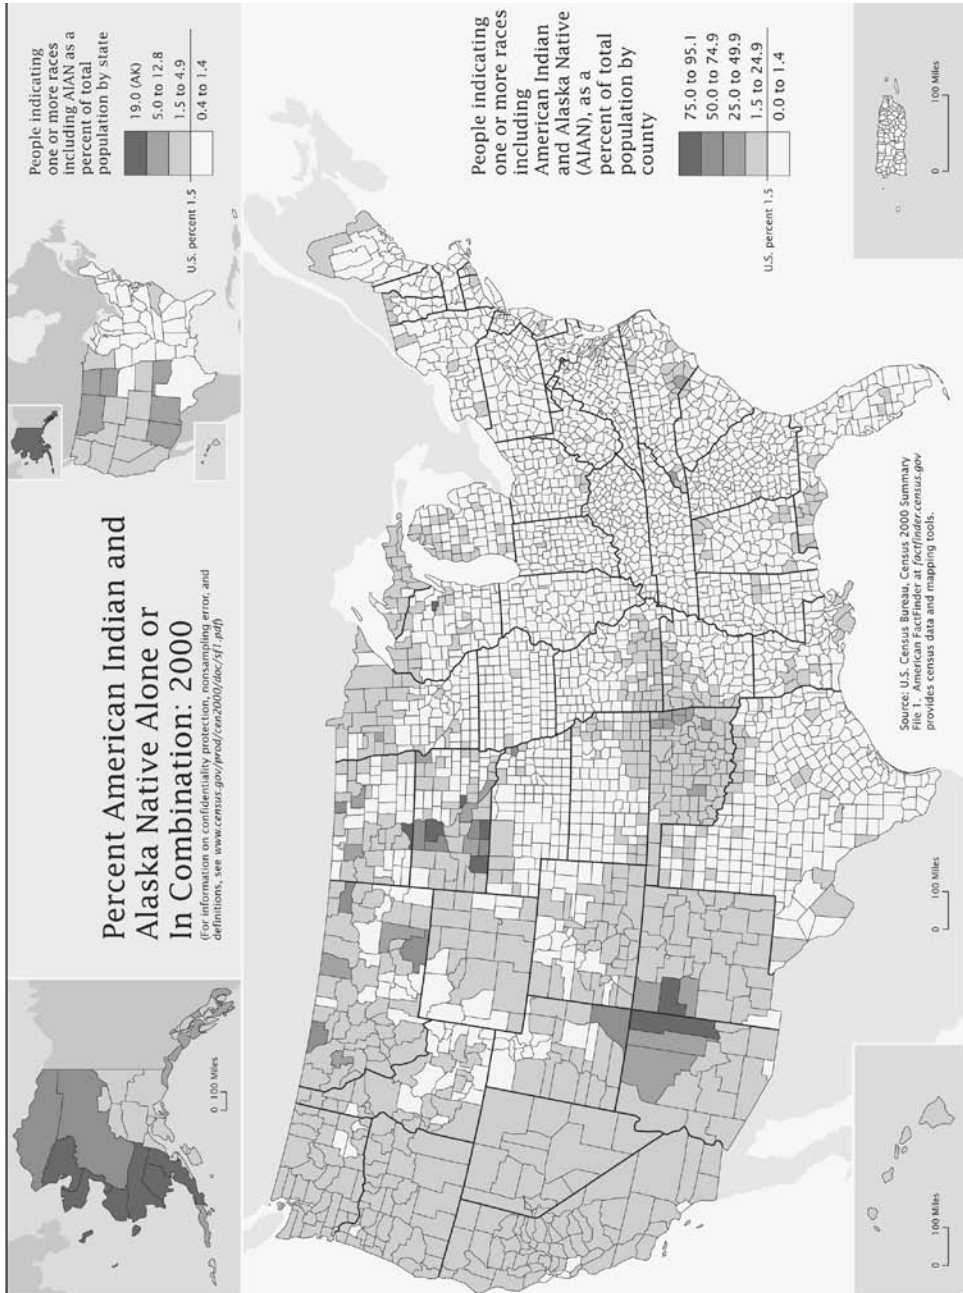 Percent American Indian and
Alaska Native Alone or
In Combination: 2000
(For information on confidentiality protection, nonsampling error, and
definitions, see www.census.gov/prod/cen2000/doc/sf1.pdf)
People indicating
one or more races
including AIAN as a
percent of total
population by state
19.0 (AK)
5.0 to 12.8
1.5 to 4.9
0.4 to 1.4
U.S. percent 1.5
0 100 Miles
People indicating
one or more races
including
American Indian
and Alaska Native
(AIAN), as a
percent of total
population by
county
75.0 to 95.1
50.0 to 74.9
25.0 to 49.9
1.5 to 24.9
0.0 to 1.4
U.S. percent 1.5
0 100 Miles
0 100 Miles
Source: U.S. Census Bureau, Census 2000 Summary
File 1. American FactFinder at factfinder.census.gov
provides census data and mapping tools.
0 100 Miles